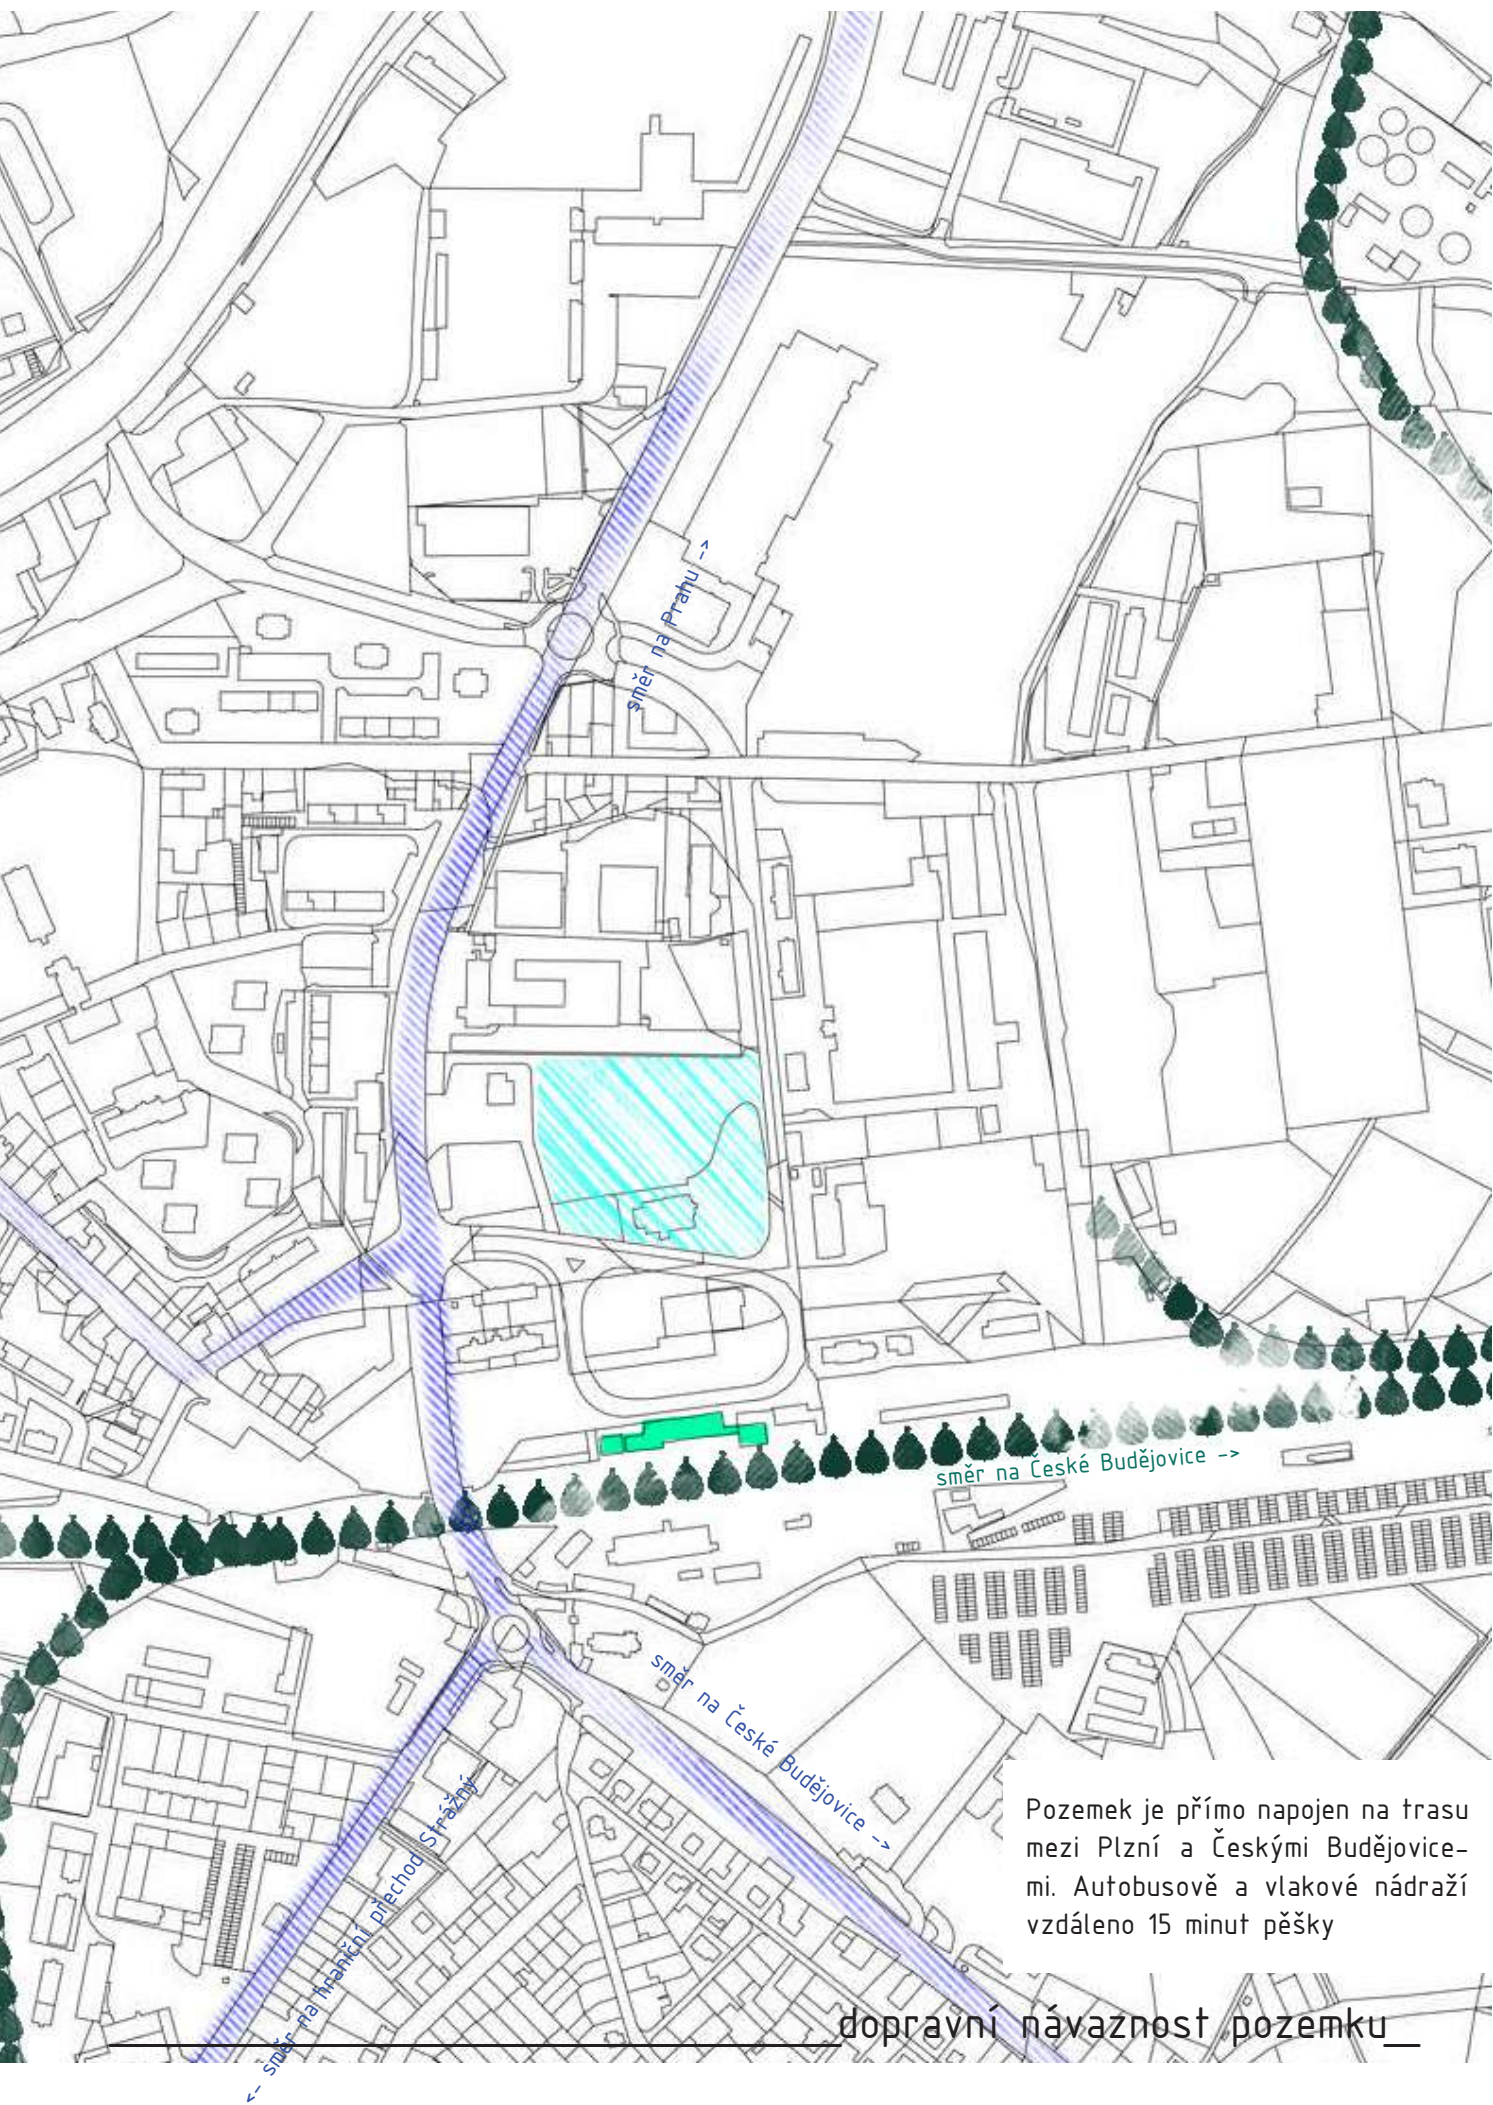 směr na Prahu ->
směr na České Budějovice ->
směr na České Budějovice ->
<- směr na hraniční přechod Strážný
Pozemek je přímo napojen na trasu
mezi Plzní a Českými Budějovice-
mi. Autobusově a vlakové nádraží
vzdáleno 15 minut pěšky
dopravní návaznost pozemku